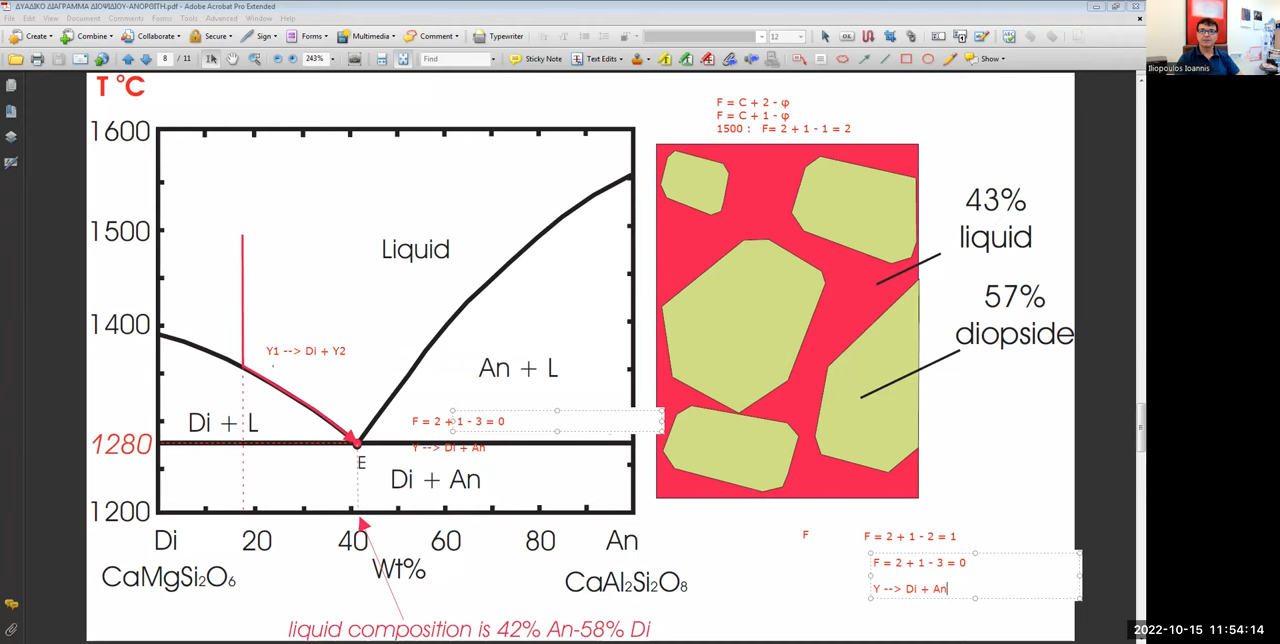 ΔΥΑΔΙΚΟ ΔΙΑΓΡΑΜΜΑ ΔΙΟΨΙΔΙΟΥ-ΑΝΟΡΘΙΤΗ.pdf - Adobe Acrobat Pro Extended
File Edit View Document Comments Forms Tools Advanced Window Help
Create Combine Collaborate Secure Sign Forms Multimedia Comment Typewriter 12
8 / 11 243% Find Sticky Note Text Edits Show
Iliopoulos Ioannis
T °C
1600
1500
1400
1280
1200
Liquid
Y1 --> Di + Y2
An + L
Di + L
F = 2 + 1 - 3 = 0
Y --> Di + An
E
Di + An
Di 20 40 60 80 An
Wt%
CaMgSi₂O₆
CaAl₂Si₂O₈
liquid composition is 42% An-58% Di
F = C + 2 - φ
F = C + 1 - φ
1500 : F= 2 + 1 - 1 = 2
43%
liquid
57%
diopside
F
F = 2 + 1 - 2 = 1
F = 2 + 1 - 3 = 0
Y --> Di + An
2022-10-15 11:54:14